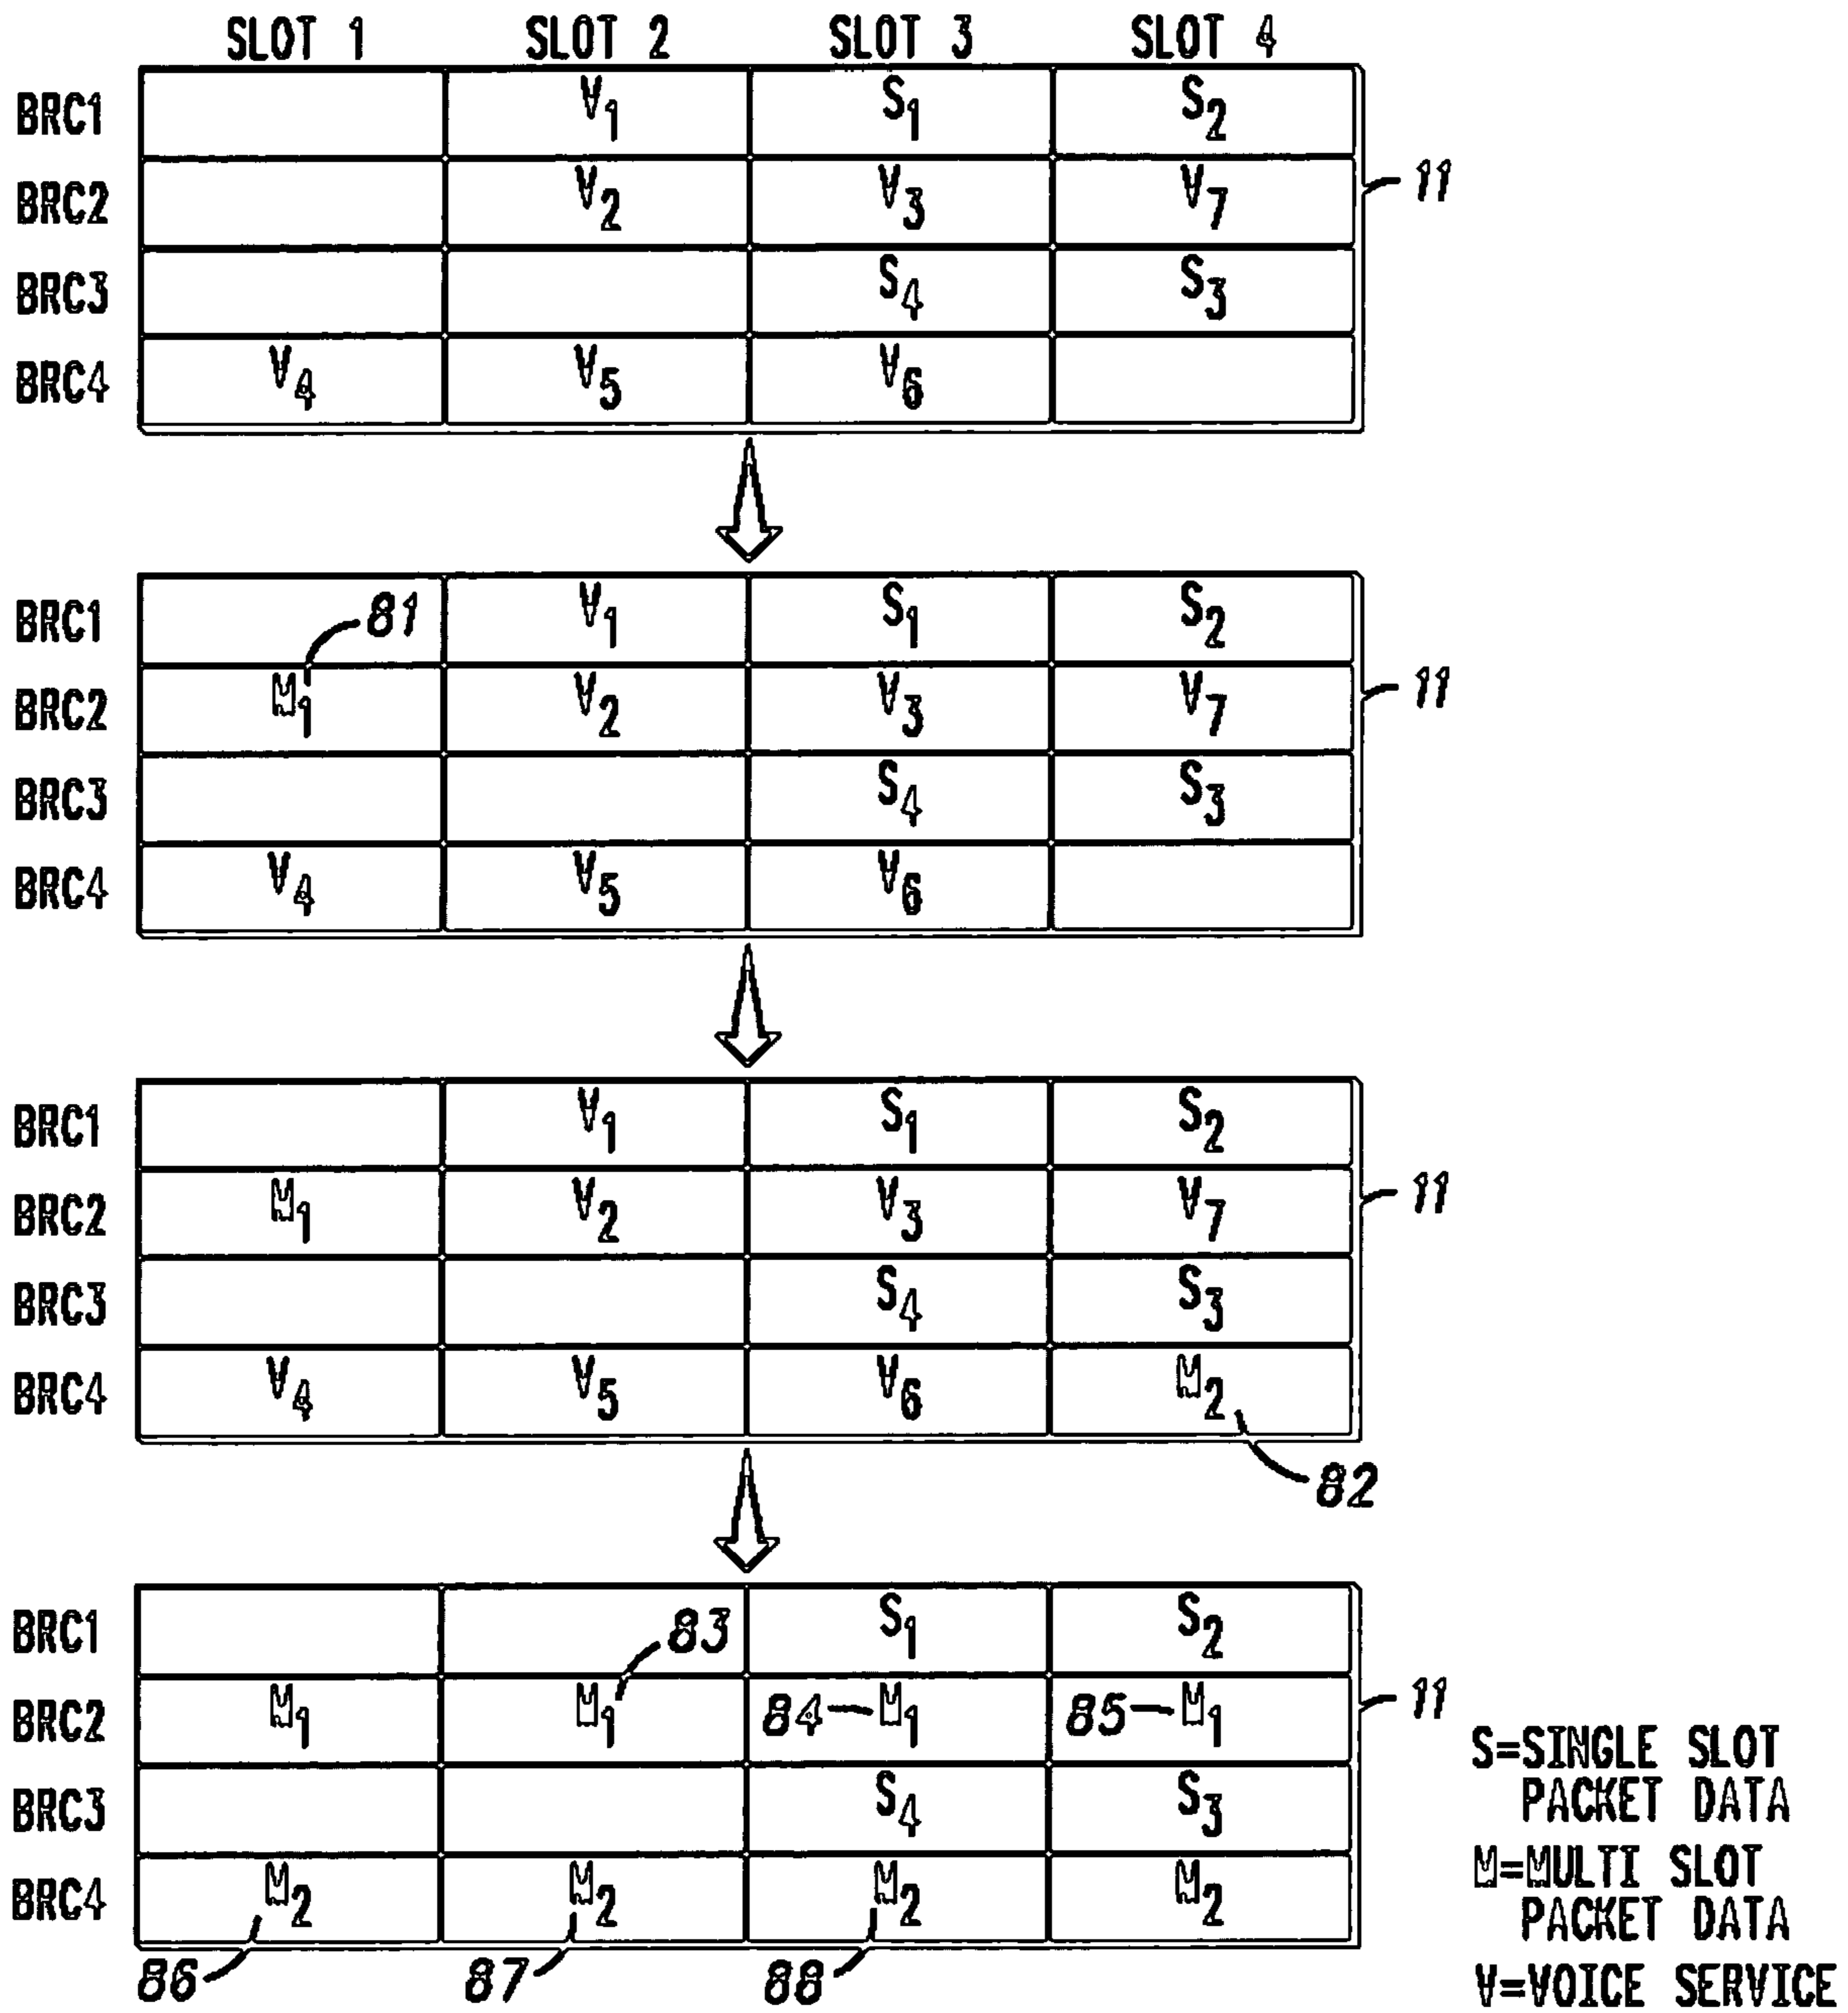 SLOT 1 SLOT 2 SLOT 3 SLOT 4
BRC1 V1 S1 S2
BRC2 V2 V3 V7 11
BRC3 S4 S3
BRC4 V4 V5 V6
BRC1 81 V1 S1 S2
BRC2 M1 V2 V3 V7 11
BRC3 S4 S3
BRC4 V4 V5 V6
BRC1 V1 S1 S2
BRC2 M1 V2 V3 V7 11
BRC3 S4 S3
BRC4 V4 V5 V6 M2
82
BRC1 83 S1 S2
BRC2 M1 M1 84 M1 85 M1 11
BRC3 S4 S3
BRC4 M2 M2 M2 M2
86 87 88
S=SINGLE SLOT
PACKET DATA
M=MULTI SLOT
PACKET DATA
V=VOICE SERVICE